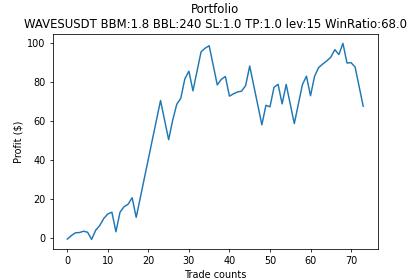 Portfolio
WAVESUSDT BBM:1.8 BBL:240 SL:1.0 TP:1.0 lev:15 WinRatio:68.0
100
80
60
40
20
0
Profit ($)
0 10 20 30 40 50 60 70
Trade counts